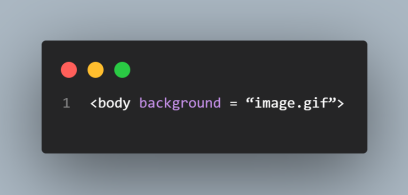 1 <body background = “image.gif”>